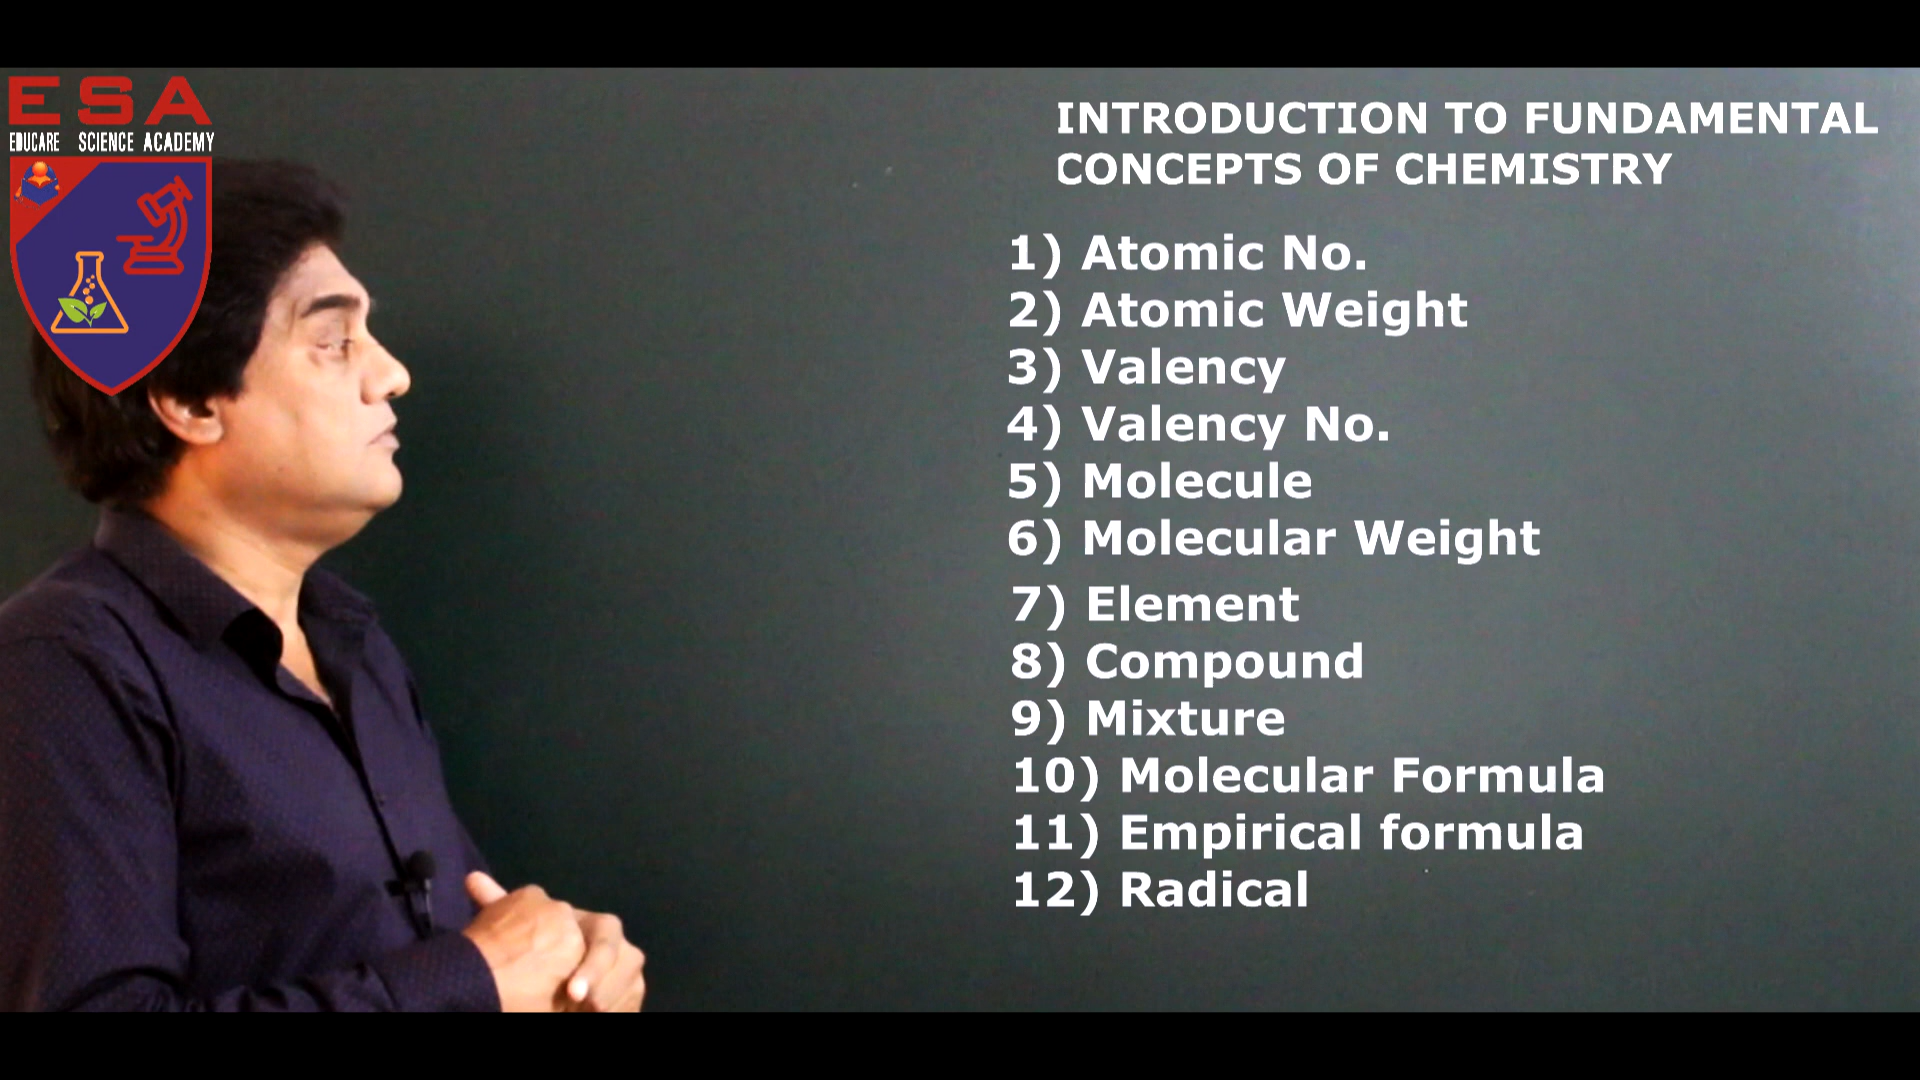 ESA
EDUCARE SCIENCE ACADEMY
INTRODUCTION TO FUNDAMENTAL
CONCEPTS OF CHEMISTRY
1) Atomic No.
2) Atomic Weight
3) Valency
4) Valency No.
5) Molecule
6) Molecular Weight
7) Element
8) Compound
9) Mixture
10) Molecular Formula
11) Empirical formula
12) Radical